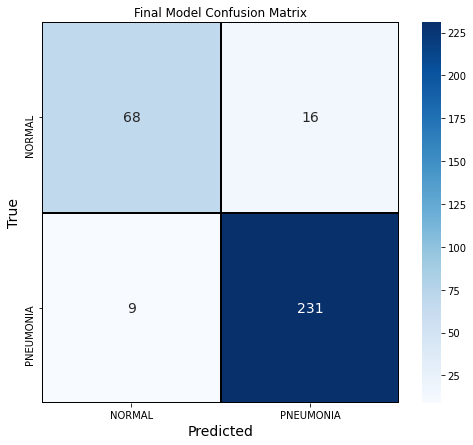 Final Model Confusion Matrix
True
NORMAL
68
16
PNEUMONIA
9
231
NORMAL
PNEUMONIA
Predicted
225
200
175
150
125
100
75
50
25